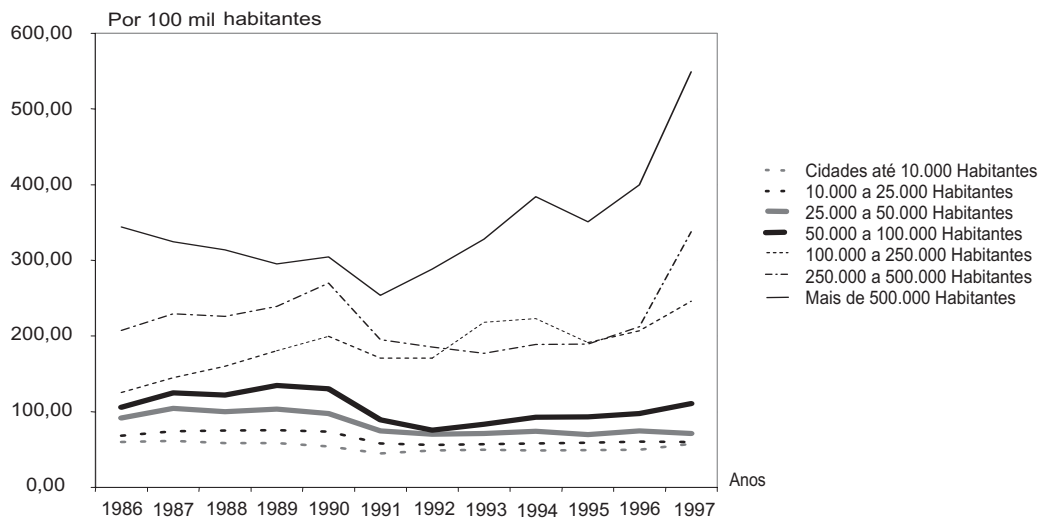 Por 100 mil habitantes
600,00
500,00
400,00
300,00
200,00
100,00
0,00
1986 1987 1988 1989 1990 1991 1992 1993 1994 1995 1996 1997
Anos
Cidades até 10.000 Habitantes
10.000 a 25.000 Habitantes
25.000 a 50.000 Habitantes
50.000 a 100.000 Habitantes
100.000 a 250.000 Habitantes
250.000 a 500.000 Habitantes
Mais de 500.000 Habitantes